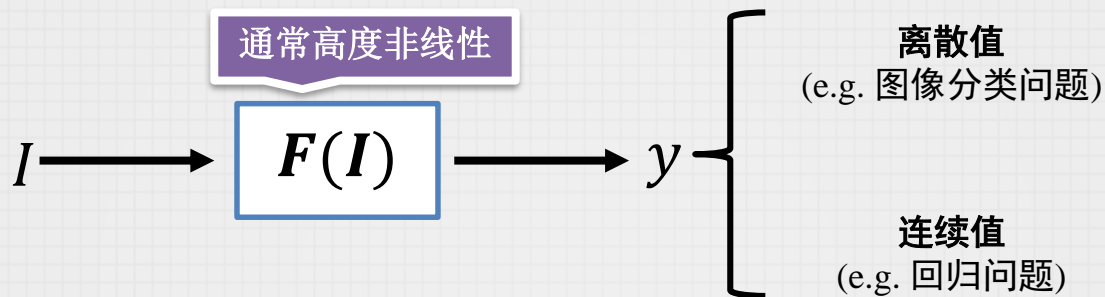 通常高度非线性
I
F(I)
y
离散值
(e.g. 图像分类问题)
连续值
(e.g. 回归问题)